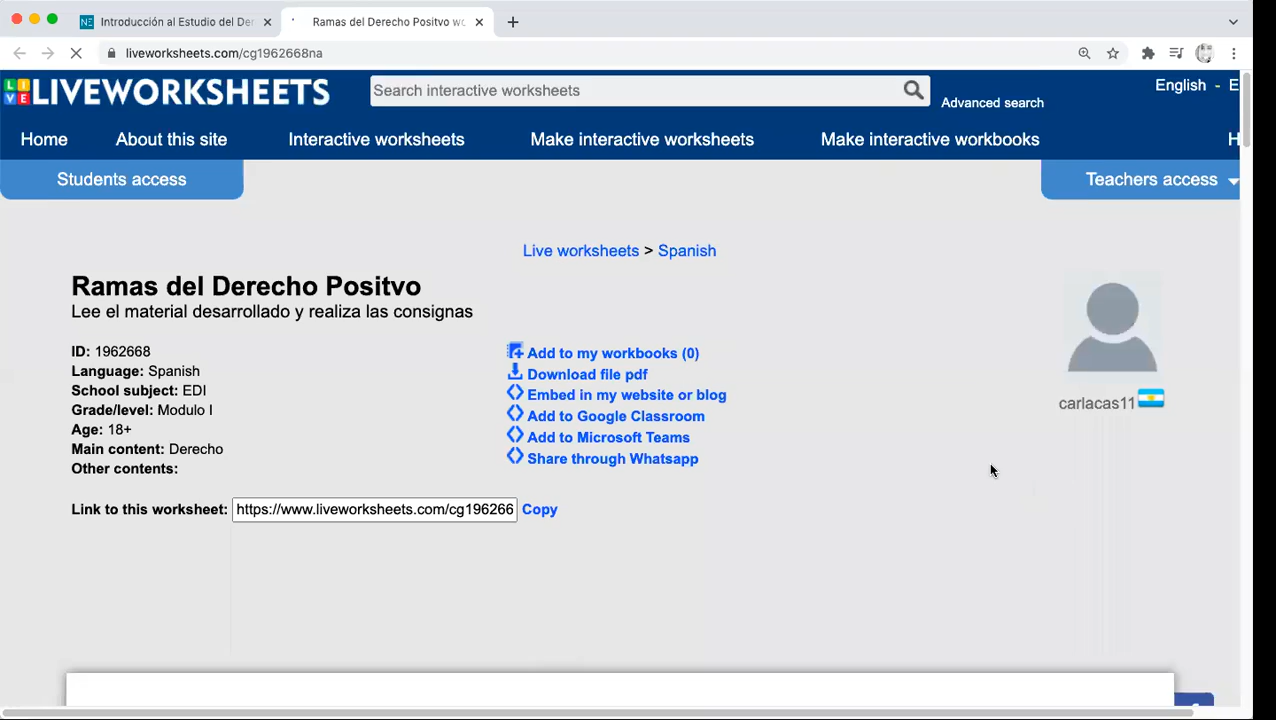 Introducción al Estudio del De
Ramas del Derecho Positvo wo
liveworksheets.com/cg1962668na
LIVE LIVEWORKSHEETS
Search interactive worksheets
Advanced search
English - E
Home
About this site
Interactive worksheets
Make interactive worksheets
Make interactive workbooks
H
Students access
Teachers access
Live worksheets > Spanish
Ramas del Derecho Positvo
Lee el material desarrollado y realiza las consignas
ID: 1962668
Language: Spanish
School subject: EDI
Grade/level: Modulo I
Age: 18+
Main content: Derecho
Other contents:
Add to my workbooks (0)
Download file pdf
Embed in my website or blog
Add to Google Classroom
Add to Microsoft Teams
Share through Whatsapp
carlacas11
Link to this worksheet: https://www.liveworksheets.com/cg196266 Copy